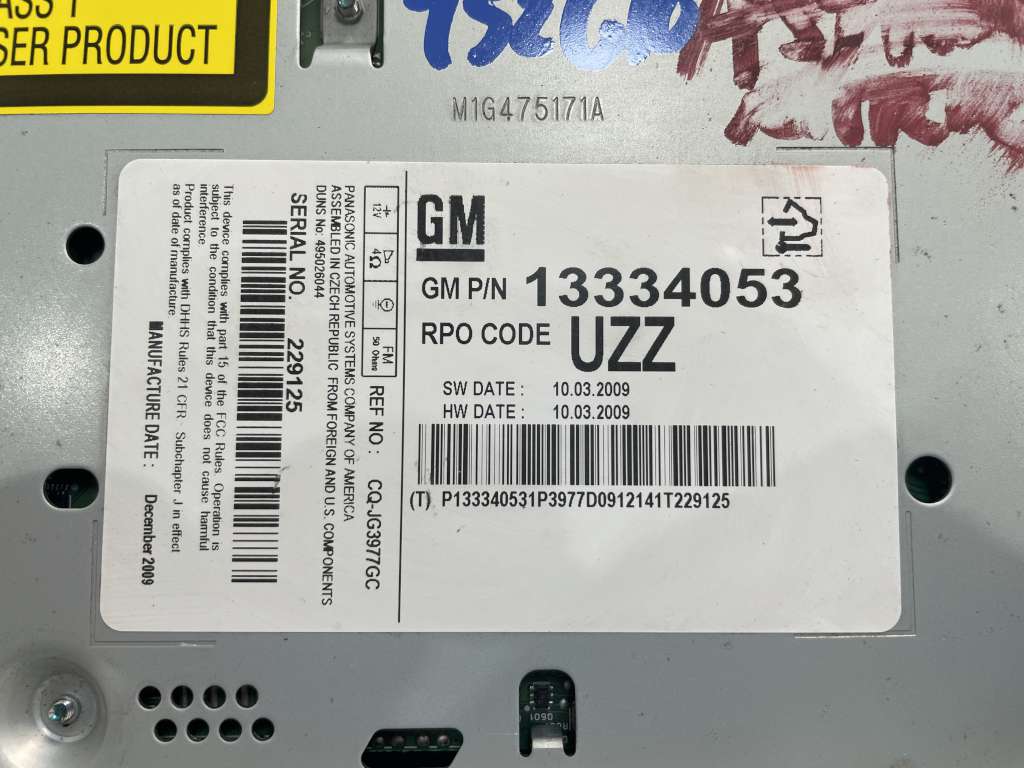 ASS 1
SER PRODUCT
M1G475171A
GM
GM P/N 13334053
RPO CODE UZZ
SW DATE : 10.03.2009
HW DATE : 10.03.2009
(T) P133340531P3977D0912141T229125
+
12V
4Ω
FM
50 Ohms
REF NO : CQ-JG3977GC
PANASONIC AUTOMOTIVE SYSTEMS COMPANY OF AMERICA
ASSEMBLED IN CZECH REPUBLIC FROM FOREIGN AND U.S. COMPONENTS
DUNS No: 495026044
SERIAL NO. 229125
This device complies with part 15 of the FCC Rules. Operation is
subject to the condition that this device does not cause harmful
interference
Product complies with DHHS Rules 21 CFR - Subchapter J in effect
as of date of manufacture
MANUFACTURE DATE : December 2009
0601